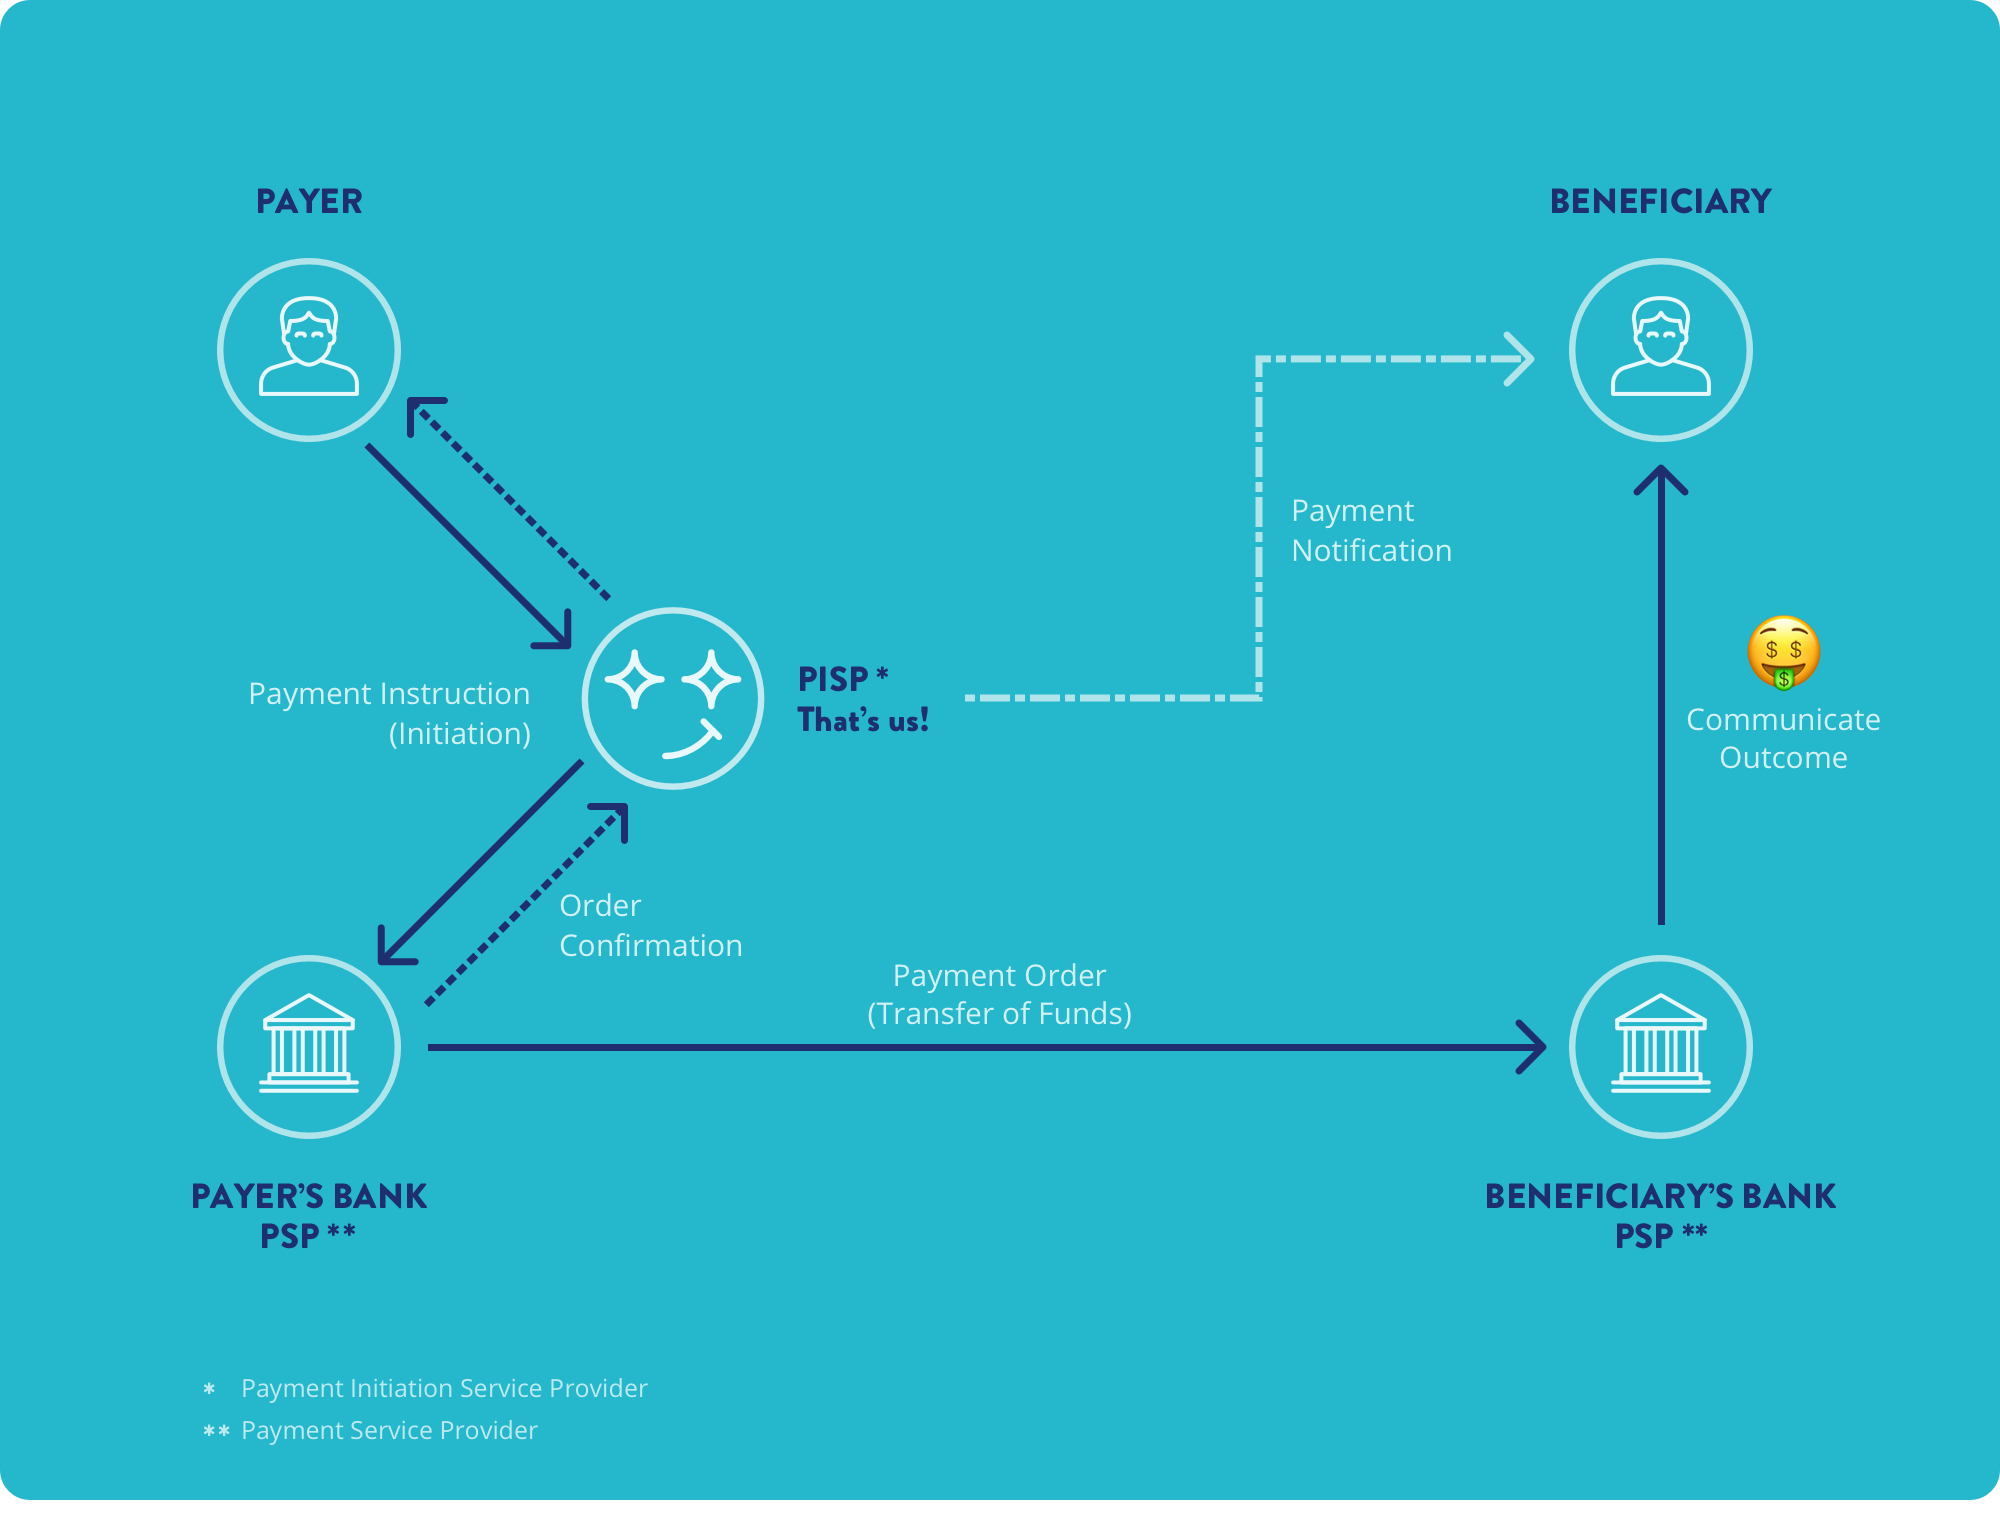 PAYER
BENEFICIARY
Payment
Notification
PISP *
That’s us!
Payment Instruction
(Initiation)
Communicate
Outcome
Order
Confirmation
Payment Order
(Transfer of Funds)
PAYER’S BANK
PSP **
BENEFICIARY’S BANK
PSP **
* Payment Initiation Service Provider
** Payment Service Provider